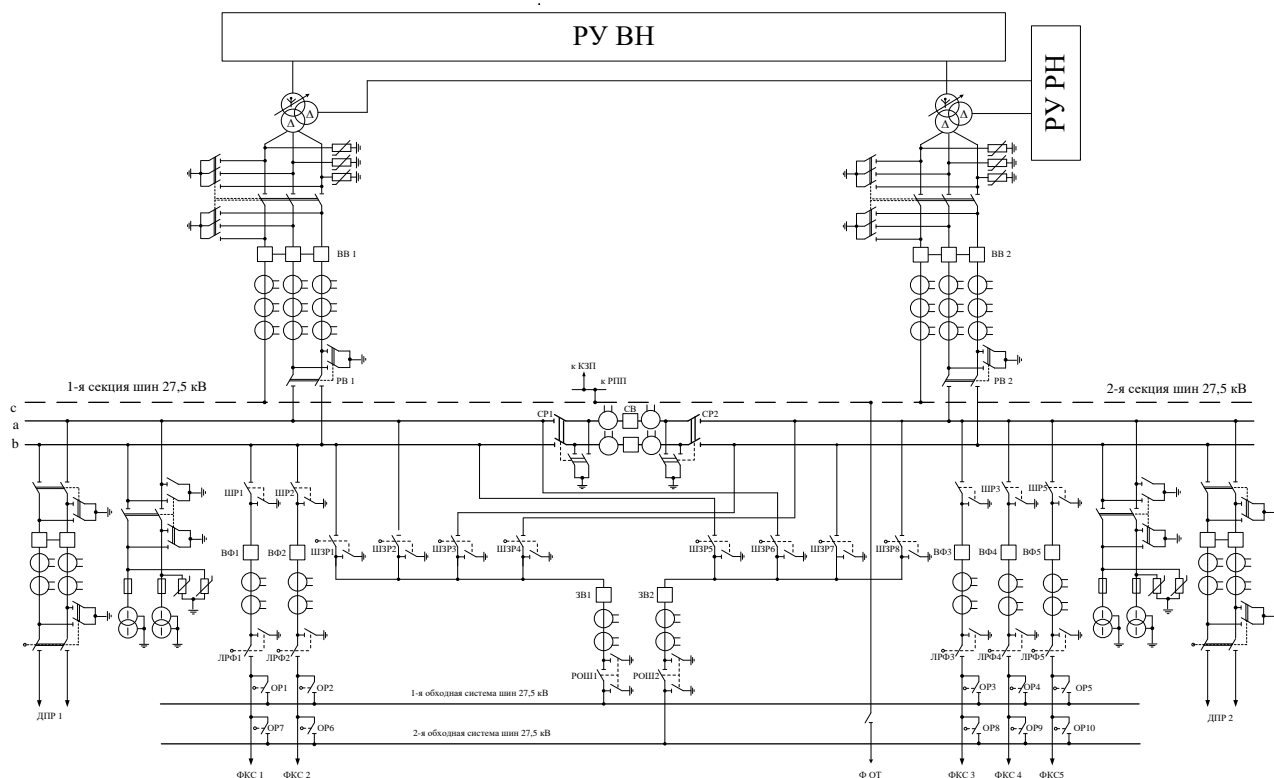 РУ ВН
РУ РН
Y
Δ
Δ
Y
Δ
Δ
ВВ 1
ВВ 2
РВ 1
РВ 2
к КЗП
к РПП
1-я секция шин 27,5 кВ
2-я секция шин 27,5 кВ
с
a
b
СР1
СВ
СР2
ШР1
ШР2
ШР3
ШР5
ВФ1
ВФ2
ШЗР1
ШЗР2
ШЗР3
ШЗР4
ШЗР5
ШЗР6
ШЗР7
ШЗР8
ВФ3
ВФ4
ВФ5
ЗВ1
ЗВ2
ЛРФ1
ЛРФ2
РОШ1
РОШ2
ЛРФ3
ЛРФ4
ЛРФ5
ОР1
ОР2
1-я обходная система шин 27,5 кВ
ОР3
ОР4
ОР5
ДПР 1
ДПР 2
ОР7
ОР6
2-я обходная система шин 27,5 кВ
ОР8
ОР9
ОР10
ФКС 1
ФКС 2
Ф ОТ
ФКС 3
ФКС 4
ФКС5